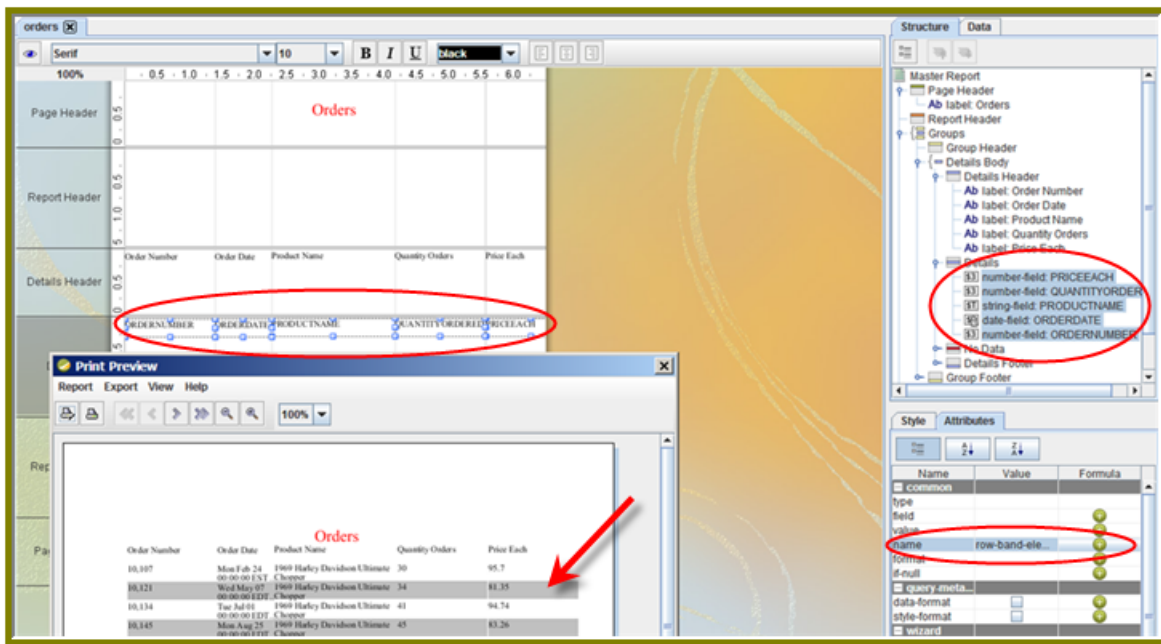 orders
Structure Data
Serif 10 B I U black
100% 0.5 1.0 1.5 2.0 2.5 3.0 3.5 4.0 4.5 5.0 5.5 6.0
Page Header
Orders
Report Header
Details Header
Order Number Order Date Product Name Quantity Orders Price Each
ORDERNUMBER ORDERDATE PRODUCTNAME QUANTITYORDERED PRICEEACH
Rep
Pa
Master Report
Page Header
Ab label: Orders
Report Header
Groups
Group Header
Details Body
Details Header
Ab label: Order Number
Ab label: Order Date
Ab label: Product Name
Ab label: Quantity Orders
Ab label: Price Each
Details
number-field: PRICEEACH
number-field: QUANTITYORDER
string-field: PRODUCTNAME
date-field: ORDERDATE
number-field: ORDERNUMBER
No Data
Details Footer
Group Footer
Style Attributes
Name Value Formula
common
type
field
value
name row-band-ele...
format
if-null
query-meta...
data-format
style-format
wizard
Print Preview
Report Export View Help
100%
Orders
Order Number Order Date Product Name Quantity Orders Price Each
10,107 Mon Feb 24 1969 Harley Davidson Ultimate 30 95.7
00:00:00 EST Chopper
10,121 Wed May 07 1969 Harley Davidson Ultimate 34 81.35
00:00:00 EDT Chopper
10,134 Tue Jul 01 1969 Harley Davidson Ultimate 41 94.74
00:00:00 EDT Chopper
10,145 Mon Aug 25 1969 Harley Davidson Ultimate 45 83.26
00:00:00 EDT Chopper